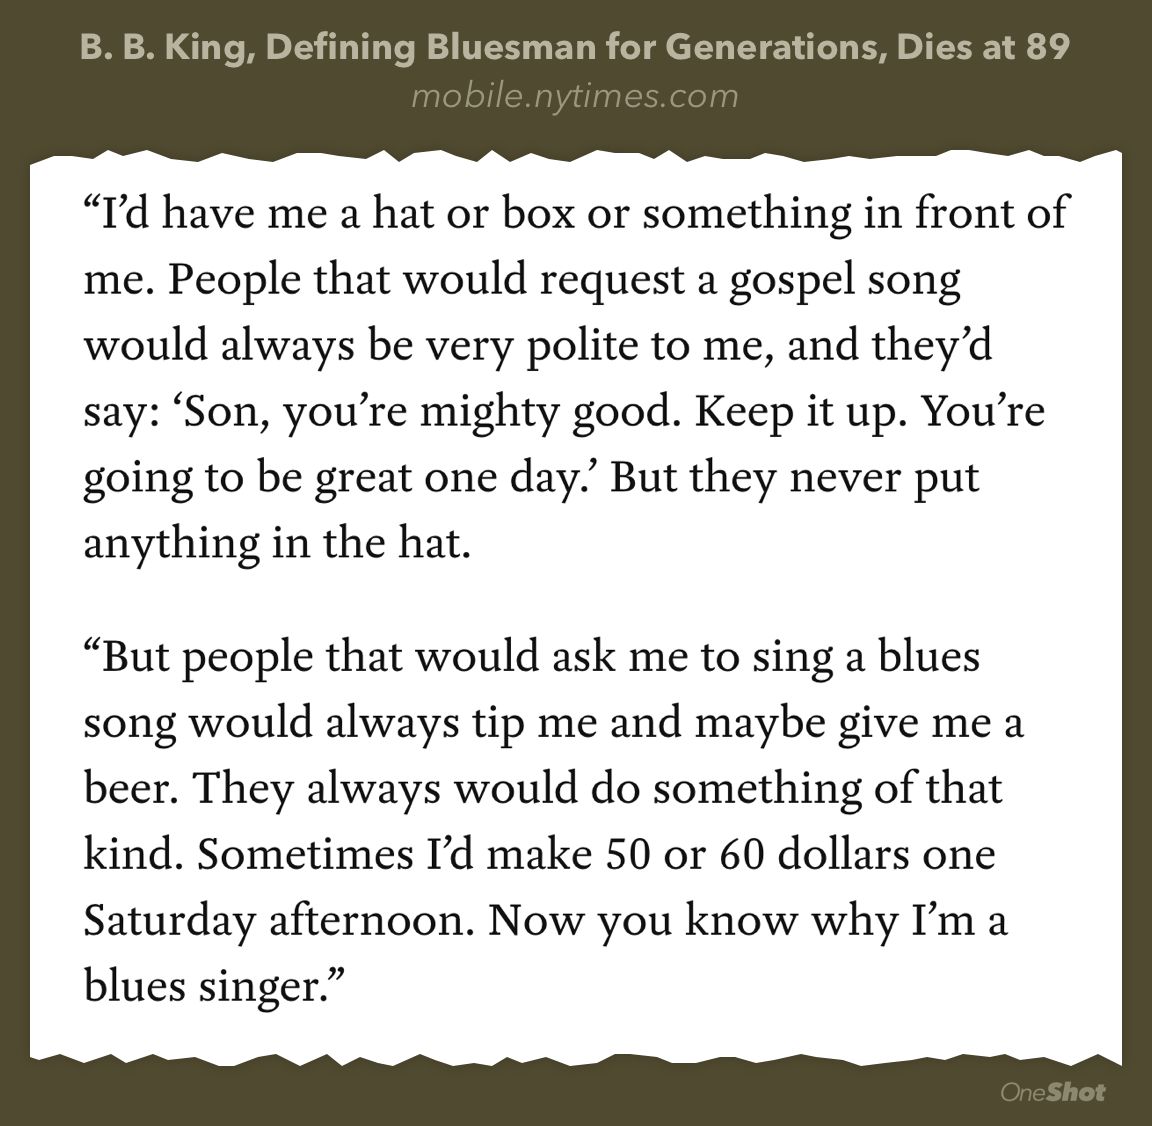 B. B. King, Defining Bluesman for Generations, Dies at 89
mobile.nytimes.com
“I’d have me a hat or box or something in front of
me. People that would request a gospel song
would always be very polite to me, and they’d
say: ‘Son, you’re mighty good. Keep it up. You’re
going to be great one day.’ But they never put
anything in the hat.
“But people that would ask me to sing a blues
song would always tip me and maybe give me a
beer. They always would do something of that
kind. Sometimes I’d make 50 or 60 dollars one
Saturday afternoon. Now you know why I’m a
blues singer.”
OneShot